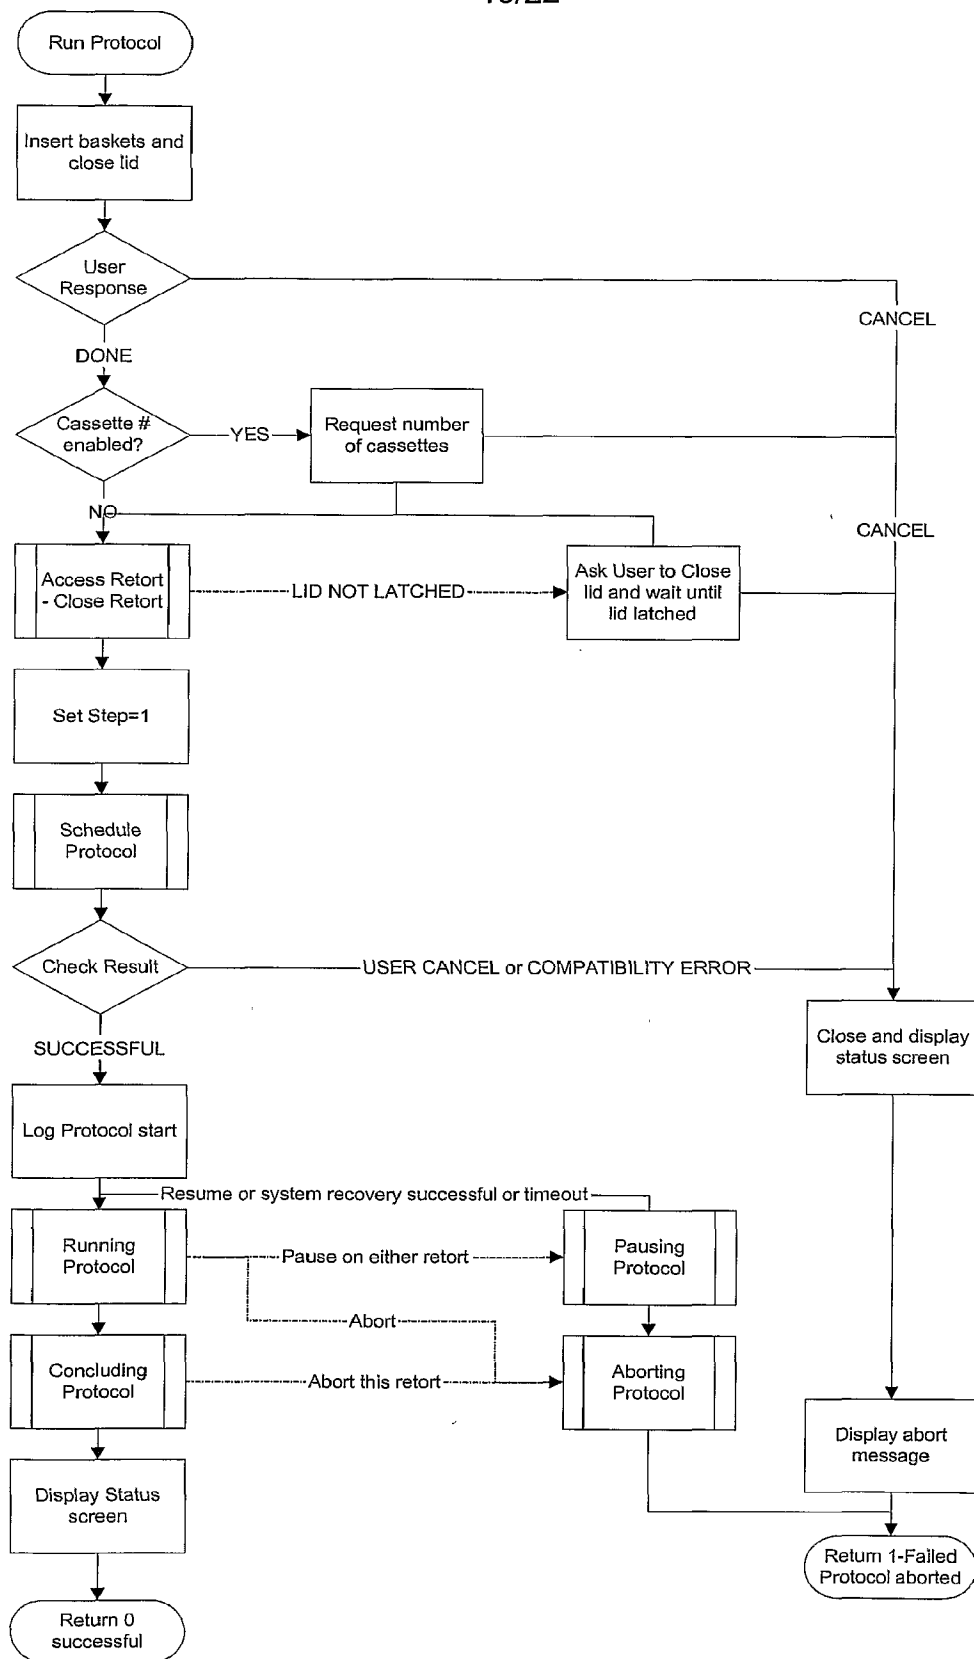 Run Protocol
Insert baskets and
close lid
User
Response
CANCEL
DONE
Cassette #
enabled?
YES
Request number
of cassettes
NO
CANCEL
Access Retort
- Close Retort
LID NOT LATCHED
Ask User to Close
lid and wait until
lid latched
Set Step=1
Schedule
Protocol
Check Result
USER CANCEL or COMPATIBILITY ERROR
SUCCESSFUL
Close and display
status screen
Log Protocol start
Resume or system recovery successful or timeout
Running
Protocol
Pause on either retort
Pausing
Protocol
Abort
Concluding
Protocol
Abort this retort
Aborting
Protocol
Display abort
message
Display Status
screen
Return 1-Failed
Protocol aborted
Return 0
successful